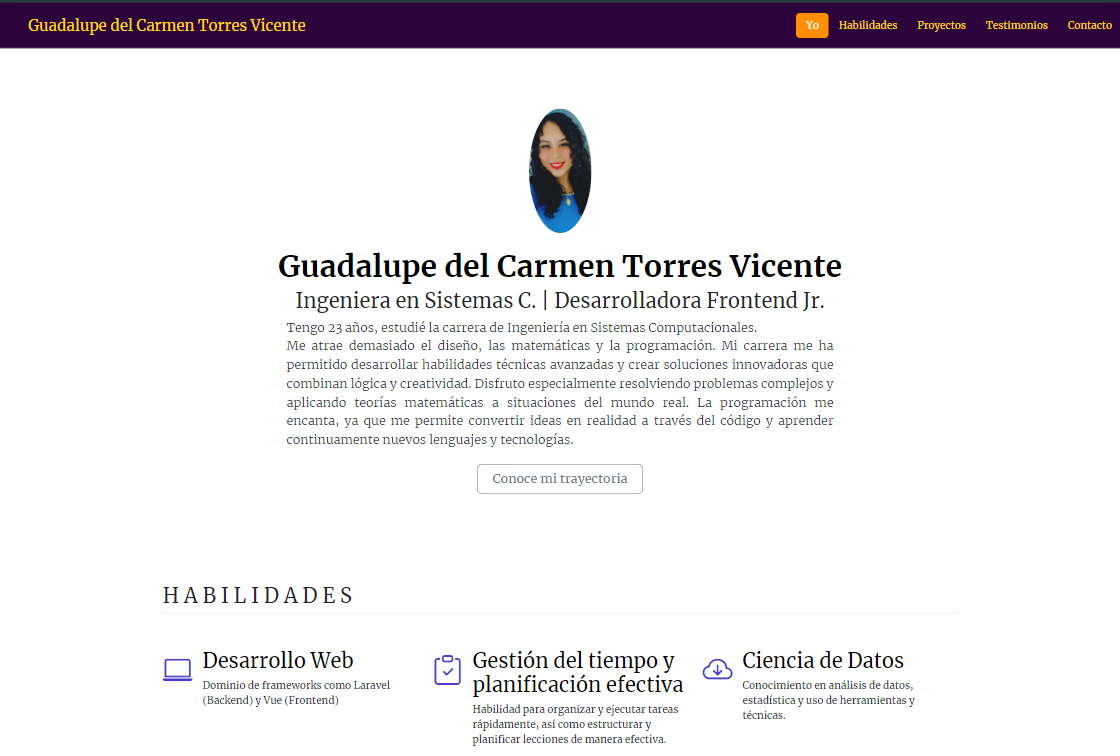 Guadalupe del Carmen Torres Vicente
Yo Habilidades Proyectos Testimonios Contacto
Guadalupe del Carmen Torres Vicente
Ingeniera en Sistemas C. | Desarrolladora Frontend Jr.
Tengo 23 años, estudié la carrera de Ingeniería en Sistemas Computacionales.
Me atrae demasiado el diseño, las matemáticas y la programación. Mi carrera me ha
permitido desarrollar habilidades técnicas avanzadas y crear soluciones innovadoras que
combinan lógica y creatividad. Disfruto especialmente resolviendo problemas complejos y
aplicando teorías matemáticas a situaciones del mundo real. La programación me
encanta, ya que me permite convertir ideas en realidad a través del código y aprender
continuamente nuevos lenguajes y tecnologías.
Conoce mi trayectoria
HABILIDADES
Desarrollo Web
Dominio de frameworks como Laravel
(Backend) y Vue (Frontend)
Gestión del tiempo y
planificación efectiva
Habilidad para organizar y ejecutar tareas
rápidamente, así como estructurar y
planificar lecciones de manera efectiva.
Ciencia de Datos
Conocimiento en análisis de datos,
estadística y uso de herramientas y
técnicas.